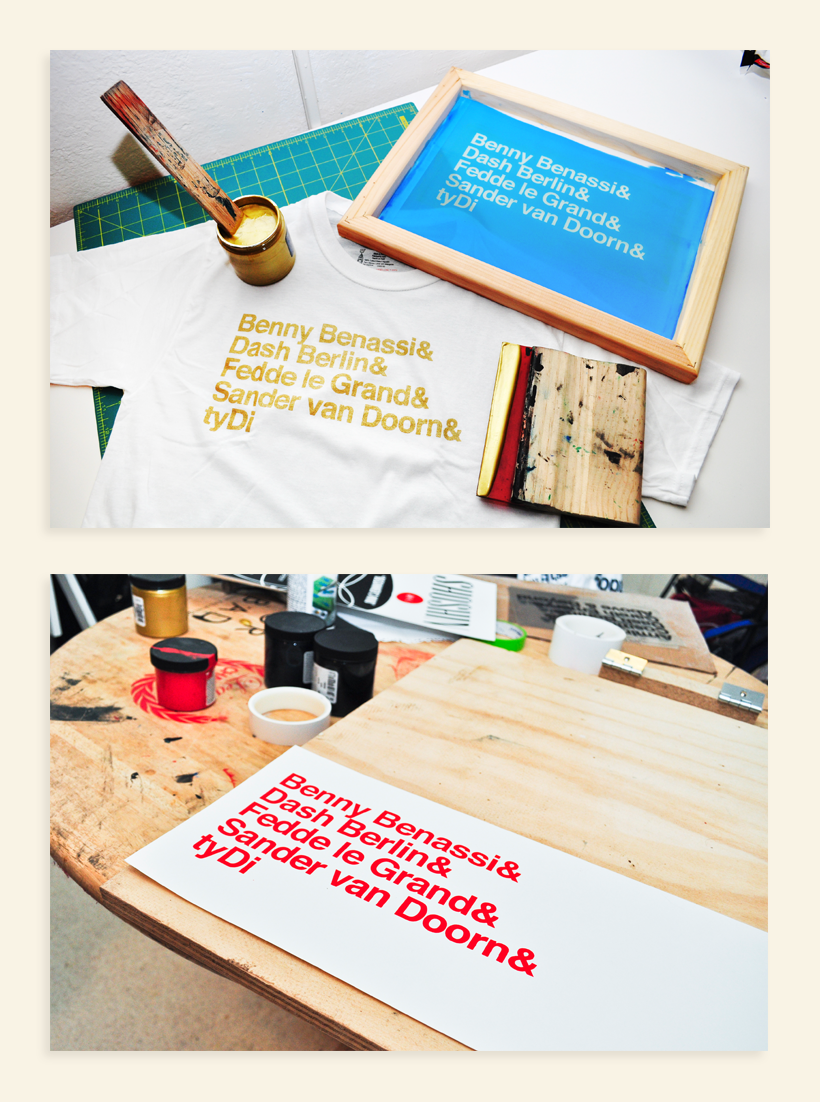 Benny Benassi&
Dash Berlin&
Fedde le Grand&
Sander van Doorn&
tyDi
Benny Benassi&
Dash Berlin&
Fedde le Grand&
Sander van Doorn&
tyDi
Benny Benassi&
Dash Berlin&
Fedde le Grand&
Sander van Doorn&
tyDi